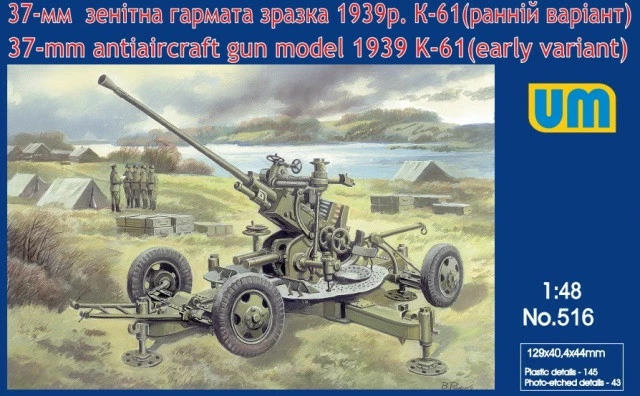 37-мм зенітна гармата зразка 1939р. К-61(ранній варіант)
37-mm antiaircraft gun model 1939 K-61(early variant)
um
1:48
No.516
129x40,4x44mm
Plastic details - 145
Photo-etched details - 43